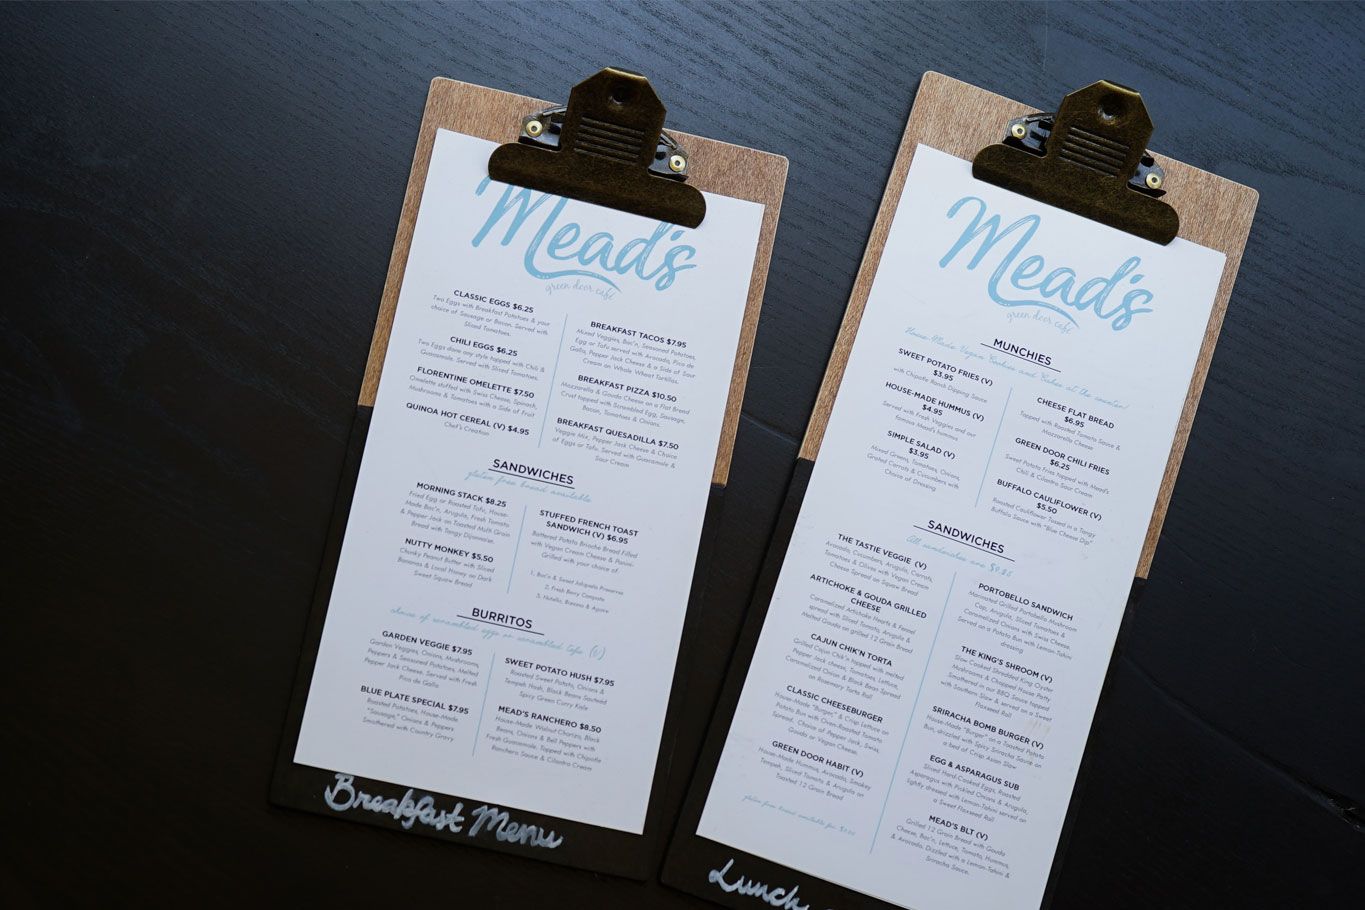 Mead's
green door café
CLASSIC EGGS $6.25
Two Eggs with Breakfast Potatoes & your
choice of Sausage or Bacon. Served with
Sliced Tomatoes.
CHILI EGGS $6.25
Two Eggs done any style topped with Chili &
Guacamole. Served with Sliced Tomatoes.
FLORENTINE OMELETTE $7.50
Omelette stuffed with Swiss Cheese, Spinach,
Mushrooms & Tomatoes with a Side of Fruit
QUINOA HOT CEREAL (V) $4.95
Chef's Creation
BREAKFAST TACOS $7.95
Mixed Veggies, Bac'n, Seasoned Potatoes,
Egg or Tofu served with Avocado, Pico de
Gallo, Pepper Jack Cheese & a Side of Sour
Cream on Whole Wheat Tortillas.
BREAKFAST PIZZA $10.50
Mozzarella & Gouda Cheese on a Flat Bread
Crust topped with Scrambled Egg, Sausage,
Bacon, Tomatoes & Onions.
BREAKFAST QUESADILLA $7.50
Veggie Mix, Pepper Jack Cheese & Choice
of Eggs or Tofu. Served with Guacamole &
Sour Cream
SANDWICHES
gluten free bread available
MORNING STACK $8.25
Fried Egg or Roasted Tofu, House-
Made Bac'n, Arugula, Fresh Tomato
& Pepper Jack on Toasted Multi Grain
Bread with Tangy Dijonnaise.
NUTTY MONKEY $5.50
Chunky Peanut Butter with Sliced
Bananas & Local Honey on Dark
Sweet Squaw Bread
STUFFED FRENCH TOAST
SANDWICH (V) $6.95
Battered Potato Brioche Bread Filled
with Vegan Cream Cheese & Panini-
Grilled with your choice of:
1. Bac'n & Sweet Jalapeño Preserves
2. Fresh Berry Compote
3. Nutella, Banana & Agave
BURRITOS
choice of scrambled eggs or scrambled tofu (v)
GARDEN VEGGIE $7.95
Garden Veggies, Onions, Mushrooms,
Peppers & Seasoned Potatoes, Melted
Pepper Jack Cheese. Served with Fresh
Pico de Gallo
BLUE PLATE SPECIAL $7.95
Roasted Potatoes, House-Made
"Sausage," Onions & Peppers
Smothered with Country Gravy
SWEET POTATO HUSH $7.95
Roasted Sweet Potato, Onions &
Tempeh Hash, Black Beans Sautéed
Spicy Green Curry Kale
MEAD'S RANCHERO $8.50
House-Made Walnut Chorizo, Black
Beans, Onions & Bell Peppers with
Fresh Guacamole, Topped with Chipotle
Ranchero Sauce & Cilantro Cream
Breakfast Menu
Mead's
green door café
MUNCHIES
House-Made Vegan Cookies and Cakes at the counter!
SWEET POTATO FRIES (V)
$3.95
with Chipotle Ranch Dipping Sauce
HOUSE-MADE HUMMUS (V)
$4.95
Served with Fresh Veggies and our
famous Mead's hummus
SIMPLE SALAD (V)
$3.95
Mixed Greens, Tomatoes, Onions,
Grated Carrots & Cucumbers with
Choice of Dressing
CHEESE FLAT BREAD
$6.95
Topped with Roasted Tomato Sauce &
Mozzarella Cheese
GREEN DOOR CHILI FRIES
$6.25
Sweet Potato Fries topped with Mead's
Chili & Cilantro Sour Cream
BUFFALO CAULIFLOWER (V)
$5.50
Roasted Cauliflower Tossed in a Tangy
Buffalo Sauce with "Blue Cheese Dip"
SANDWICHES
All sandwiches are $9.25
THE TASTIE VEGGIE (V)
Avocado, Cucumbers, Arugula, Carrots,
Tomatoes & Olives with Vegan Cream
Cheese Spread on Squaw Bread
ARTICHOKE & GOUDA GRILLED
CHEESE
Caramelized Artichoke Hearts & Fennel
spread with Sliced Tomato, Arugula &
Melted Gouda on grilled 12 Grain Bread
CAJUN CHIK'N TORTA
Grilled Cajun Chik'n topped with melted
Pepper Jack cheese, Tomatoes, Lettuce,
Caramelized Onion & Black Bean Spread
on Rosemary Torta Roll
CLASSIC CHEESEBURGER
House-Made "Burger" & Crisp Lettuce on
Potato Bun with Oven-Roasted Tomato
Spread, Choice of Pepper Jack, Swiss,
Gouda or Vegan Cheese.
GREEN DOOR HABIT (V)
House-Made Hummus, Avocado, Smokey
Tempeh, Sliced Tomato & Arugula on
Toasted 12 Grain Bread
PORTOBELLO SANDWICH
Marinated Grilled Portobello Mushroom
Cap, Arugula, Sliced Tomatoes &
Caramelized Onions with Swiss Cheese.
Served on a Potato Bun with Lemon-Tahini
dressing
THE KING'S SHROOM (V)
Slow Cooked Shredded King Oyster
Mushrooms & Chopped House Patty
Smothered in our BBQ Sauce topped
with Southern Slaw & served on a Sweet
Flaxseed Roll
SRIRACHA BOMB BURGER (V)
House-Made "Burger" on a Toasted Potato
Bun, drizzled with Spicy Sriracha Sauce on
a bed of Crisp Asian Slaw
EGG & ASPARAGUS SUB
Sliced Hard-Cooked Eggs, Roasted
Asparagus with Pickled Onions & Arugula,
lightly dressed with Lemon-Tahini served on
a Sweet Flaxseed Roll
MEAD'S BLT (V)
Grilled 12 Grain Bread with Gouda
Cheese, Bac'n, Lettuce, Tomato, Hummus,
& Avocado. Drizzled with a Lemon-Tahini &
Sriracha Sauce.
gluten free bread available for
Lunch